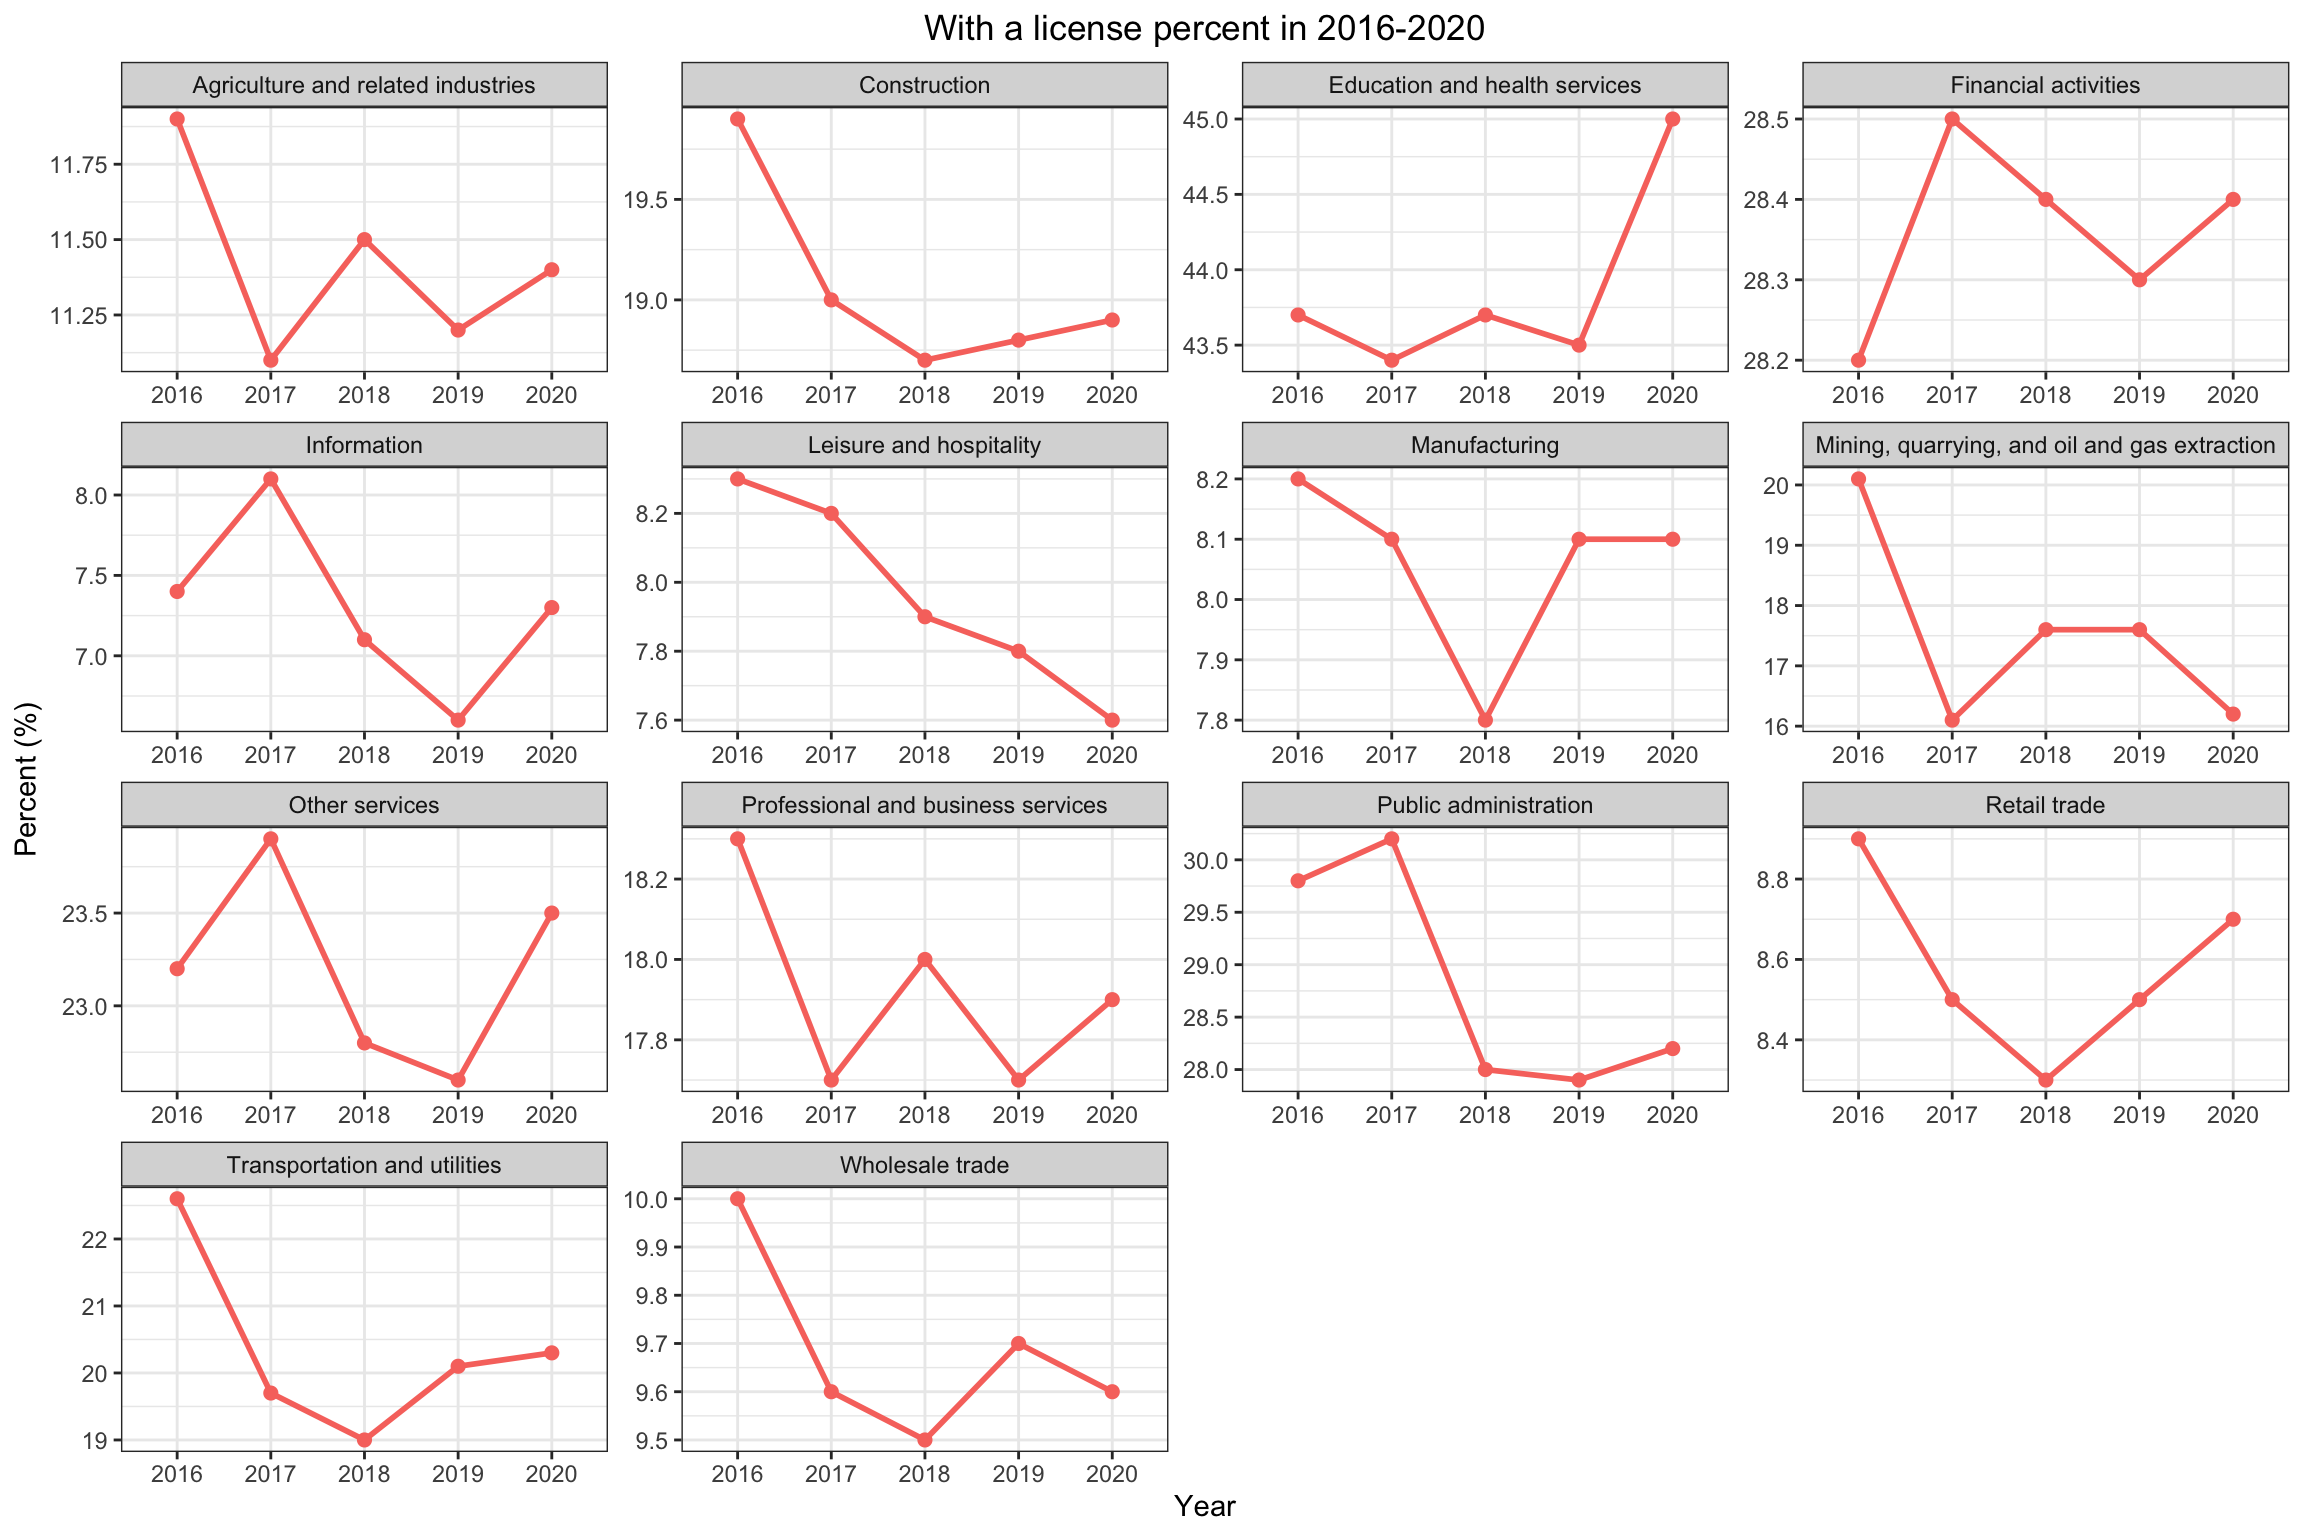 With a license percent in 2016-2020
Agriculture and related industries
Construction
Education and health services
Financial activities
11.75
11.50
11.25
2016 2017 2018 2019 2020
19.5
19.0
2016 2017 2018 2019 2020
45.0
44.5
44.0
43.5
2016 2017 2018 2019 2020
28.5
28.4
28.3
28.2
2016 2017 2018 2019 2020
Information
Leisure and hospitality
Manufacturing
Mining, quarrying, and oil and gas extraction
8.0
7.5
7.0
2016 2017 2018 2019 2020
8.2
8.0
7.8
7.6
2016 2017 2018 2019 2020
8.2
8.1
8.0
7.9
7.8
2016 2017 2018 2019 2020
20
19
18
17
16
2016 2017 2018 2019 2020
Percent (%)
Other services
Professional and business services
Public administration
Retail trade
23.5
23.0
2016 2017 2018 2019 2020
18.2
18.0
17.8
2016 2017 2018 2019 2020
30.0
29.5
29.0
28.5
28.0
2016 2017 2018 2019 2020
8.8
8.6
8.4
2016 2017 2018 2019 2020
Transportation and utilities
Wholesale trade
22
21
20
19
2016 2017 2018 2019 2020
10.0
9.9
9.8
9.7
9.6
9.5
2016 2017 2018 2019 2020
Year